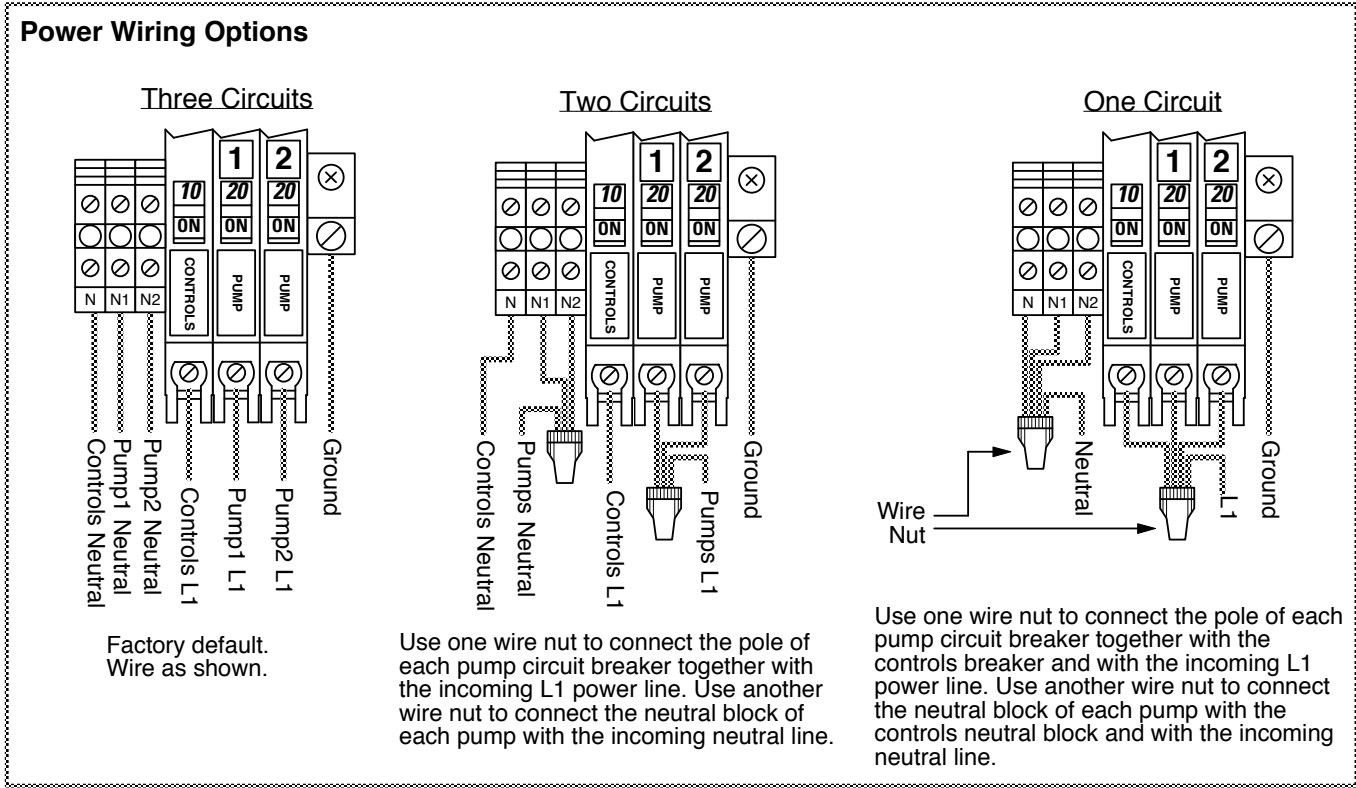 Power Wiring Options
Three Circuits
1
2
10
20
20
ON
ON
ON
CONTROLS
PUMP
PUMP
N
N1
N2
Controls Neutral
Pump1 Neutral
Pump2 Neutral
Controls L1
Pump1 L1
Pump2 L1
Ground
Factory default.
Wire as shown.
Two Circuits
1
2
10
20
20
ON
ON
ON
CONTROLS
PUMP
PUMP
N
N1
N2
Controls Neutral
Pumps Neutral
Controls L1
Pumps L1
Ground
Use one wire nut to connect the pole of
each pump circuit breaker together with
the incoming L1 power line. Use another
wire nut to connect the neutral block of
each pump with the incoming neutral line.
One Circuit
1
2
10
20
20
ON
ON
ON
CONTROLS
PUMP
PUMP
N
N1
N2
Neutral
L1
Ground
Wire
Nut
Use one wire nut to connect the pole of each
pump circuit breaker together with the
controls breaker and with the incoming L1
power line. Use another wire nut to connect
the neutral block of each pump with the
controls neutral block and with the incoming
neutral line.